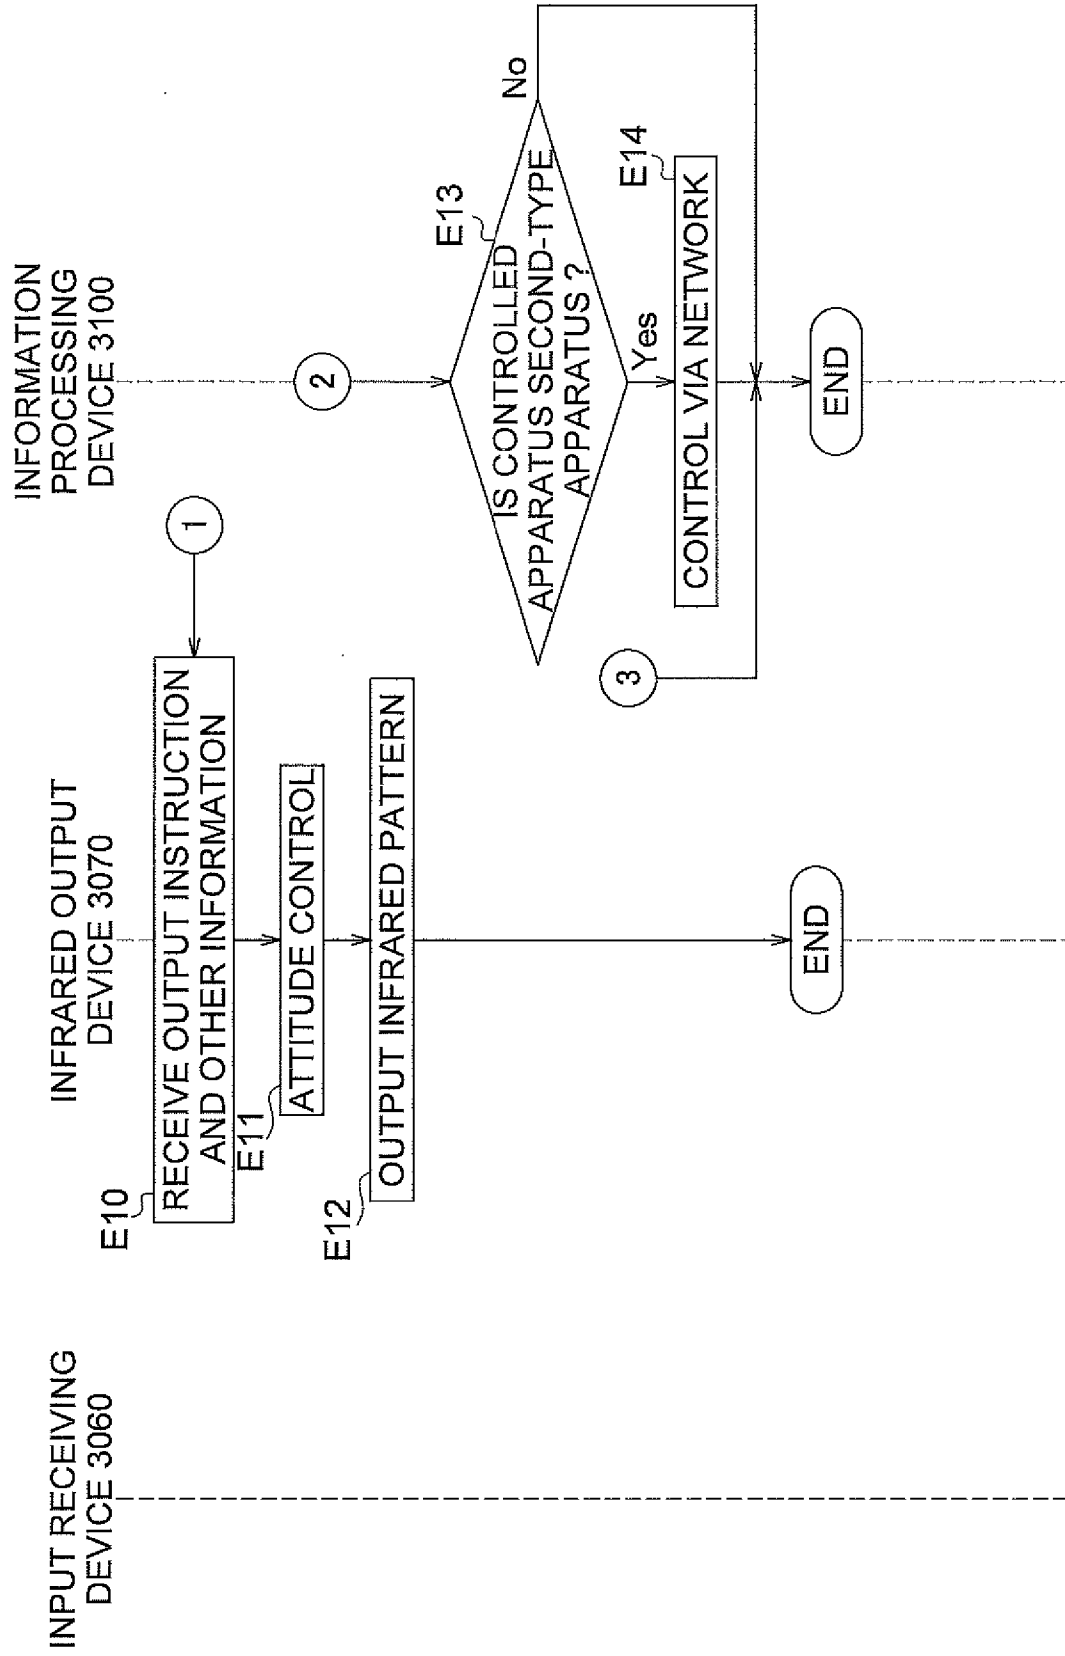 INPUT RECEIVING
DEVICE 3060
INFRARED OUTPUT
DEVICE 3070
INFORMATION
PROCESSING
DEVICE 3100
E10
RECEIVE OUTPUT INSTRUCTION
AND OTHER INFORMATION
1
E11
ATTITUDE CONTROL
E12
OUTPUT INFRARED PATTERN
END
2
E13
IS CONTROLLED
APPARATUS SECOND-TYPE
APPARATUS ?
No
Yes
E14
CONTROL VIA NETWORK
3
END